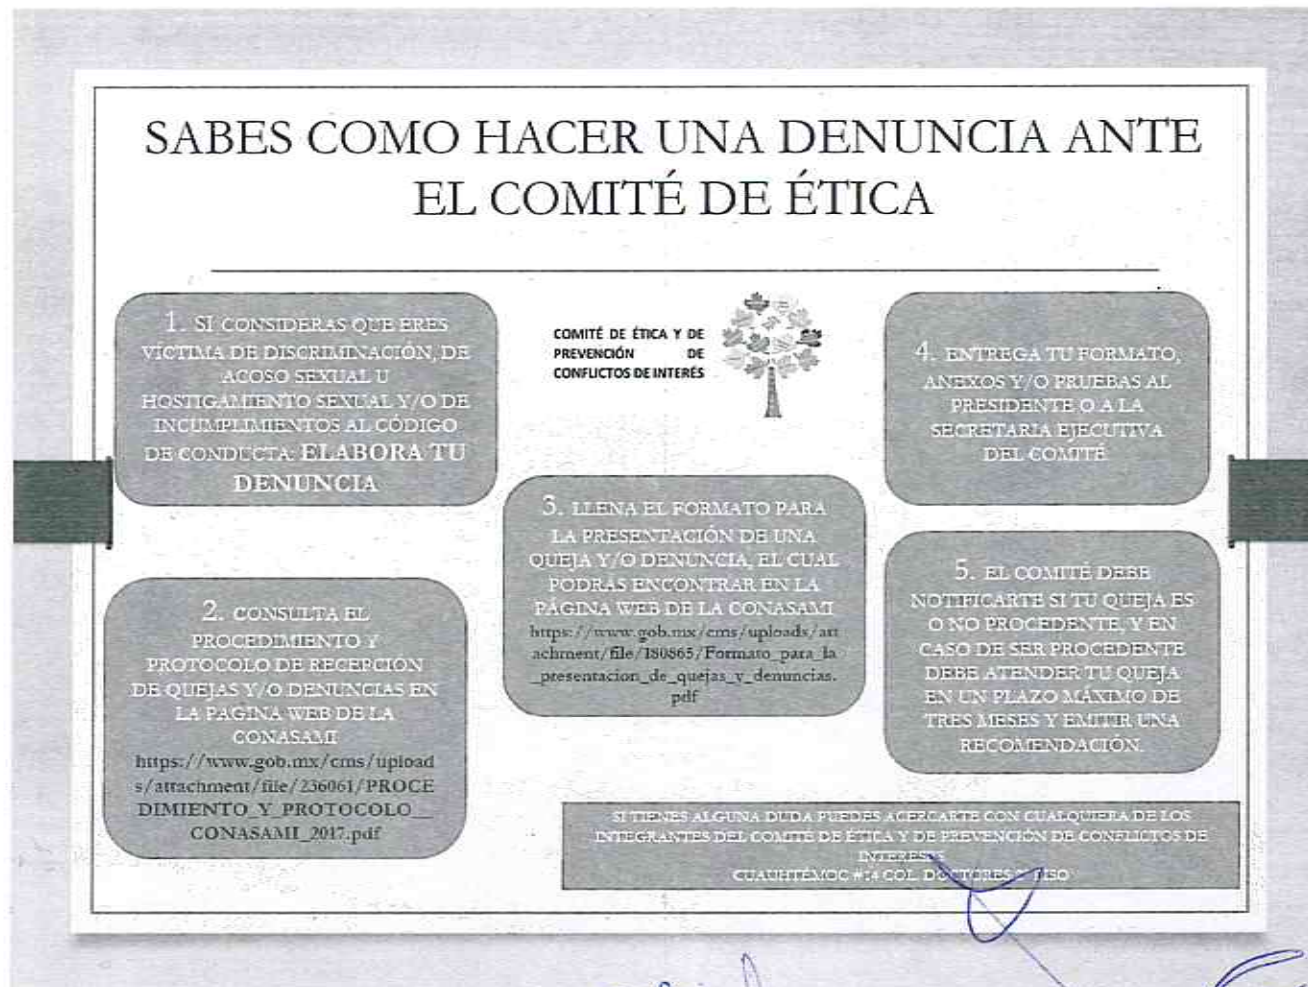 SABES COMO HACER UNA DENUNCIA ANTE
EL COMITÉ DE ÉTICA
1. SI CONSIDERAS QUE ERES
VÍCTIMA DE DISCRIMINACIÓN, DE
ACOSO SEXUAL U
HOSTIGAMIENTO SEXUAL Y/O DE
INCUMPLIMIENTOS AL CÓDIGO
DE CONDUCTA: ELABORA TU
DENUNCIA
2. CONSULTA EL
PROCEDIMIENTO Y
PROTOCOLO DE RECEPCIÓN
DE QUEJAS Y/O DENUNCIAS EN
LA PAGINA WEB DE LA
CONASAMI
https://www.gob.mx/cms/upload
s/attachment/file/236061/PROCE
DIMIENTO_Y_PROTOCOLO__
CONASAMI_2017.pdf
COMITÉ DE ÉTICA Y DE
PREVENCIÓN DE
CONFLICTOS DE INTERÉS
3. LLENA EL FORMATO PARA
LA PRESENTACIÓN DE UNA
QUEJA Y/O DENUNCIA, EL CUAL
PODRÁS ENCONTRAR EN LA
PÁGINA WEB DE LA CONASAMI
https://www.gob.mx/cms/uploads/att
achment/file/180865/Formato_para_la
_presentacion_de_quejas_y_denuncias.
pdf
4. ENTREGA TU FORMATO,
ANEXOS Y/O PRUEBAS AL
PRESIDENTE O A LA
SECRETARIA EJECUTIVA
DEL COMITÉ
5. EL COMITÉ DEBE
NOTIFICARTE SI TU QUEJA ES
O NO PROCEDENTE, Y EN
CASO DE SER PROCEDENTE
DEBE ATENDER TU QUEJA
EN UN PLAZO MÁXIMO DE
TRES MESES Y EMITIR UNA
RECOMENDACIÓN.
SI TIENES ALGUNA DUDA PUEDES ACERCARTE CON CUALQUIERA DE LOS
INTEGRANTES DEL COMITÉ DE ÉTICA Y DE PREVENCIÓN DE CONFLICTOS DE
INTERESES
CUAUHTÉMOC #14 COL. DOCTORES PISO